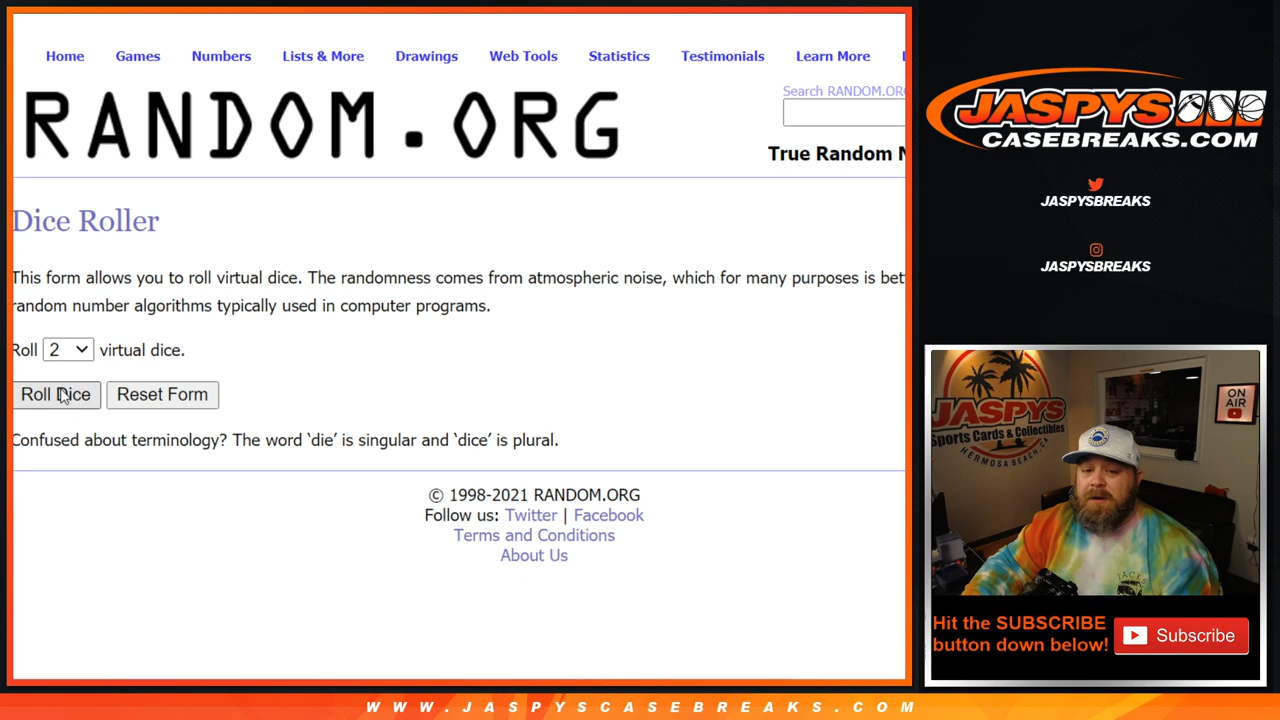 Home Games Numbers Lists & More Drawings Web Tools Statistics Testimonials Learn More
RANDOM.ORG
Search RANDOM.ORG
True Random N
Dice Roller
This form allows you to roll virtual dice. The randomness comes from atmospheric noise, which for many purposes is bet
random number algorithms typically used in computer programs.
Roll 2 virtual dice.
Roll Dice Reset Form
Confused about terminology? The word ‘die’ is singular and ‘dice’ is plural.
© 1998-2021 RANDOM.ORG
Follow us: Twitter | Facebook
Terms and Conditions
About Us
JASPYS
CASEBREAKS.COM
JASPYSBREAKS
JASPYSBREAKS
JASPYS
Sports Cards & Collectibles
HERMOSA BEACH, CA
ON
AIR
JACKS
Hit the SUBSCRIBE
button down below!
Subscribe
WWW.JASPYSCASEBREAKS.COM